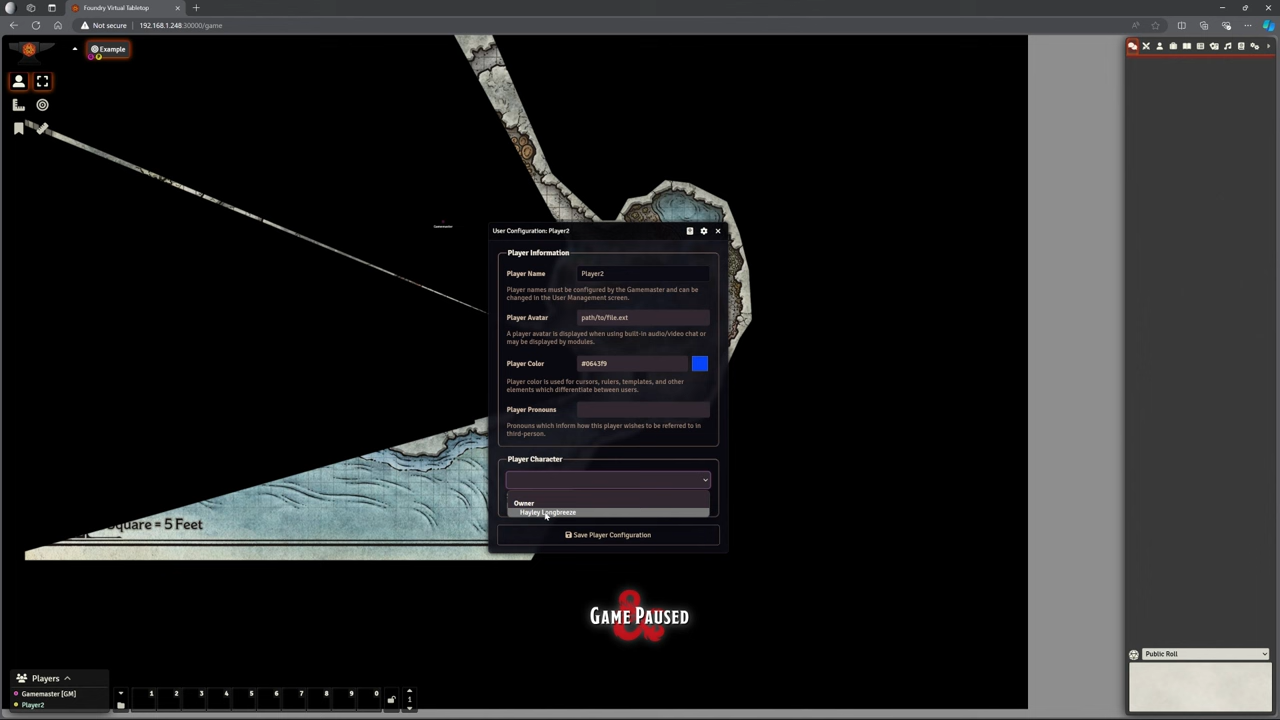 Foundry Virtual Tabletop
Not secure
192.168.1.248:30000/game
Example
Gamemaster
User Configuration: Player2
Player Information
Player Name
Player2
Player names must be configured by the Gamemaster and can be
changed in the User Management screen.
Player Avatar
path/to/file.ext
A player avatar is displayed when using built-in audio/video chat or
may be displayed by modules.
Player Color
#0643f9
Player color is used for cursors, rulers, templates, and other
elements which differentiate between users.
Player Pronouns
Pronouns which inform how this player wishes to be referred to in
third-person.
Player Character
Owner
Hayley Longbreeze
Save Player Configuration
Square = 5 Feet
GAME PAUSED
Players
Gamemaster [GM]
Player2
1 2 3 4 5 6 7 8 9 0
1
Public Roll